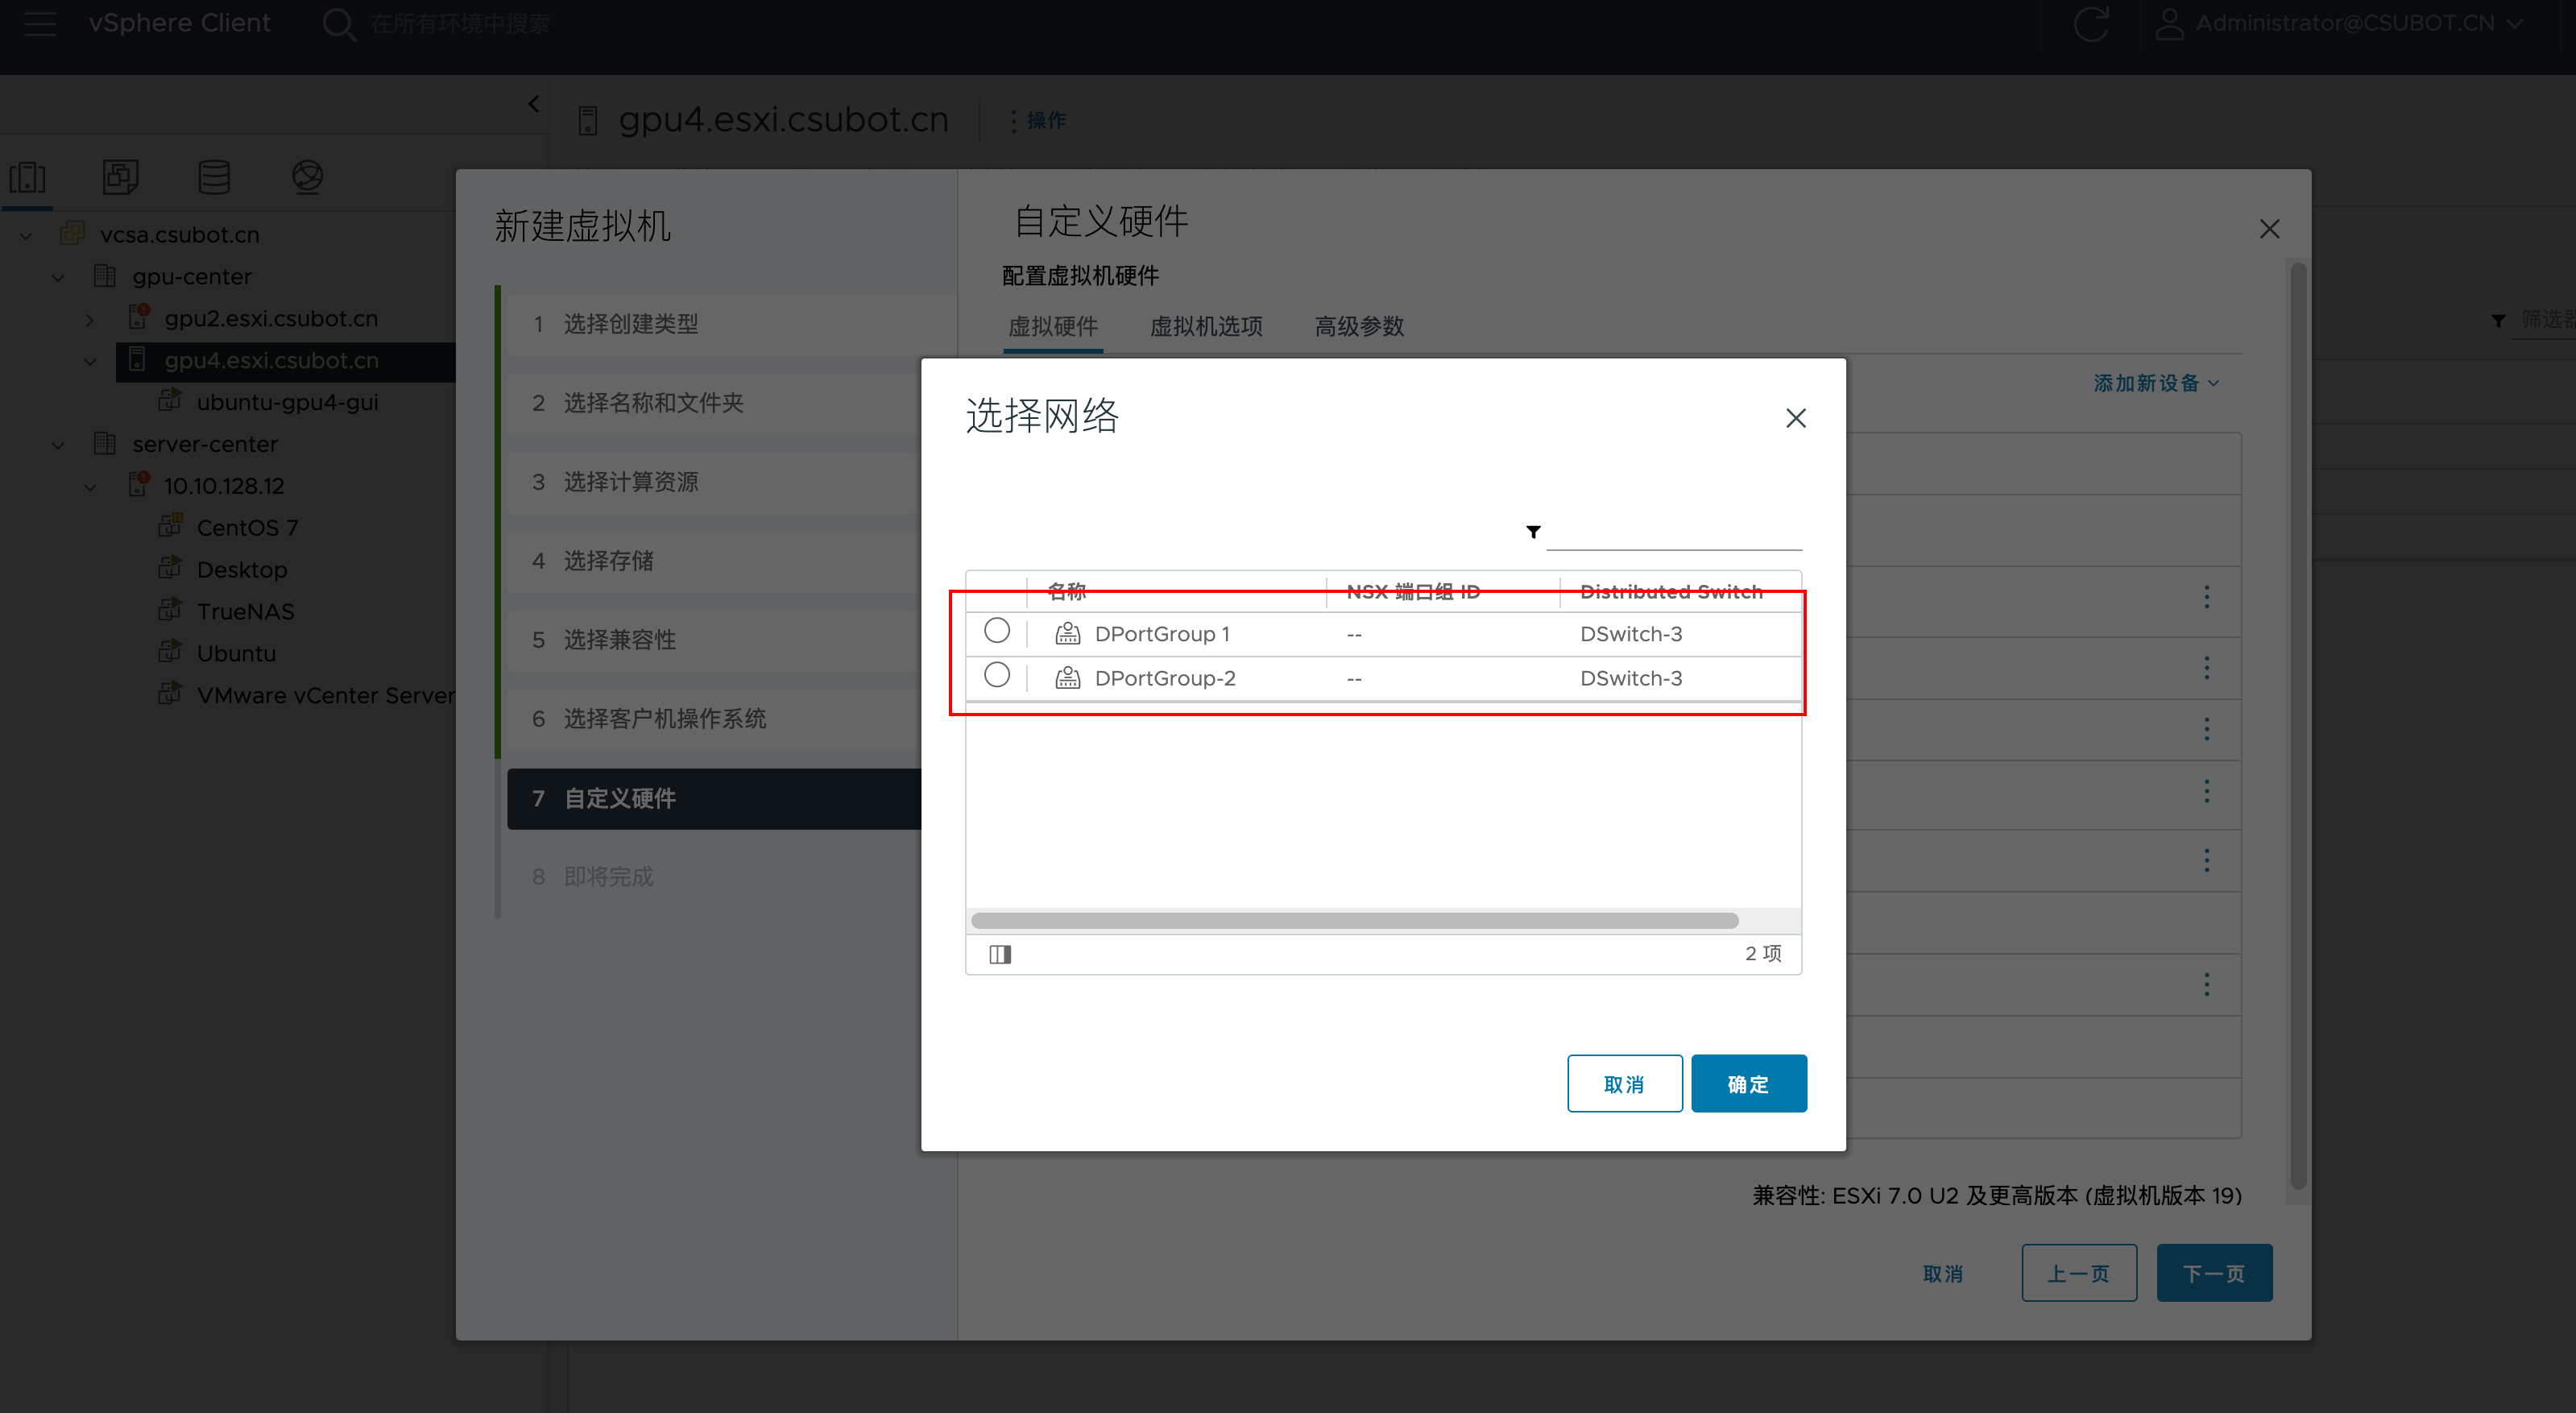 vSphere Client
在所有环境中搜索
Administrator@CSUBOT.CN
gpu4.esxi.csubot.cn
操作
vcsa.csubot.cn
gpu-center
gpu2.esxi.csubot.cn
gpu4.esxi.csubot.cn
ubuntu-gpu4-gui
server-center
10.10.128.12
CentOS 7
Desktop
TrueNAS
Ubuntu
VMware vCenter Server
新建虚拟机
1 选择创建类型
2 选择名称和文件夹
3 选择计算资源
4 选择存储
5 选择兼容性
6 选择客户机操作系统
7 自定义硬件
8 即将完成
自定义硬件
配置虚拟机硬件
虚拟硬件 虚拟机选项 高级参数
添加新设备
筛选器
选择网络
名称 NSX 端口组 ID Distributed Switch
DPortGroup 1 -- DSwitch-3
DPortGroup-2 -- DSwitch-3
2 项
取消 确定
兼容性: ESXi 7.0 U2 及更高版本 (虚拟机版本 19)
取消 上一页 下一页